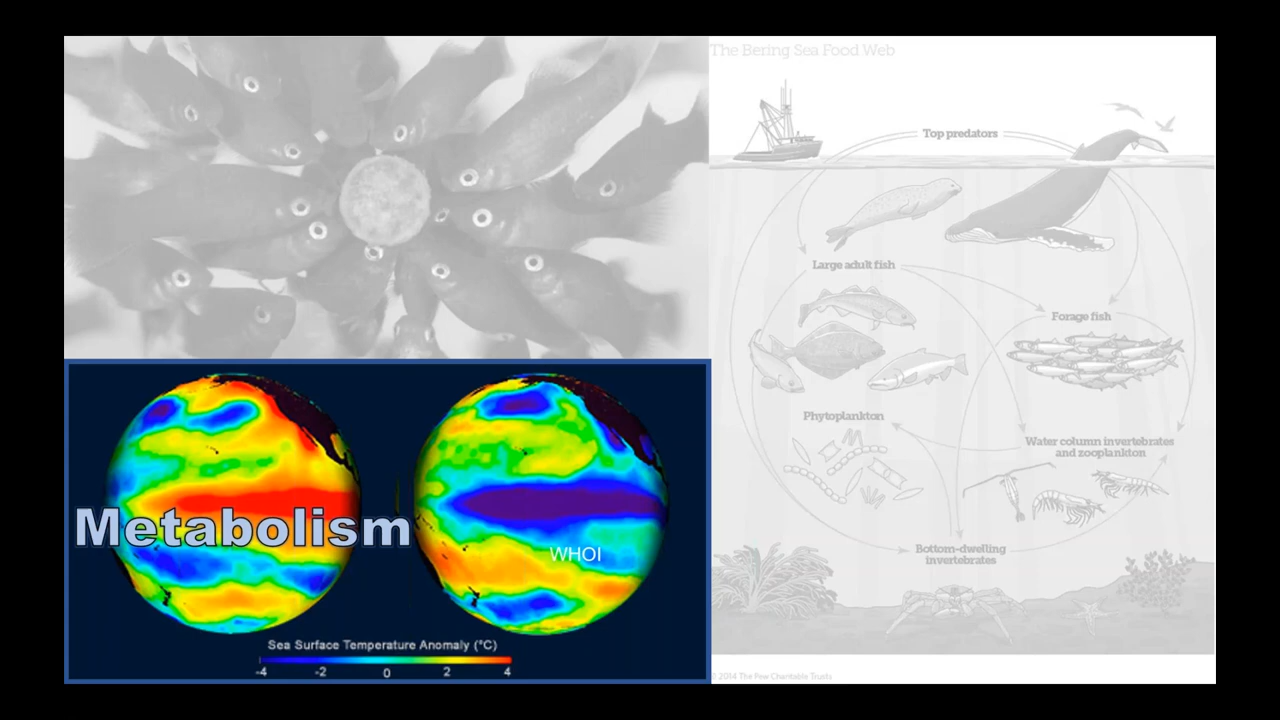 The Bering Sea Food Web
Top predators
Large adult fish
Forage fish
Phytoplankton
Water column invertebrates
and zooplankton
Bottom-dwelling
invertebrates
2014 The Pew Charitable Trusts
Metabolism
WHOI
Sea Surface Temperature Anomaly (°C)
-4 -2 0 2 4